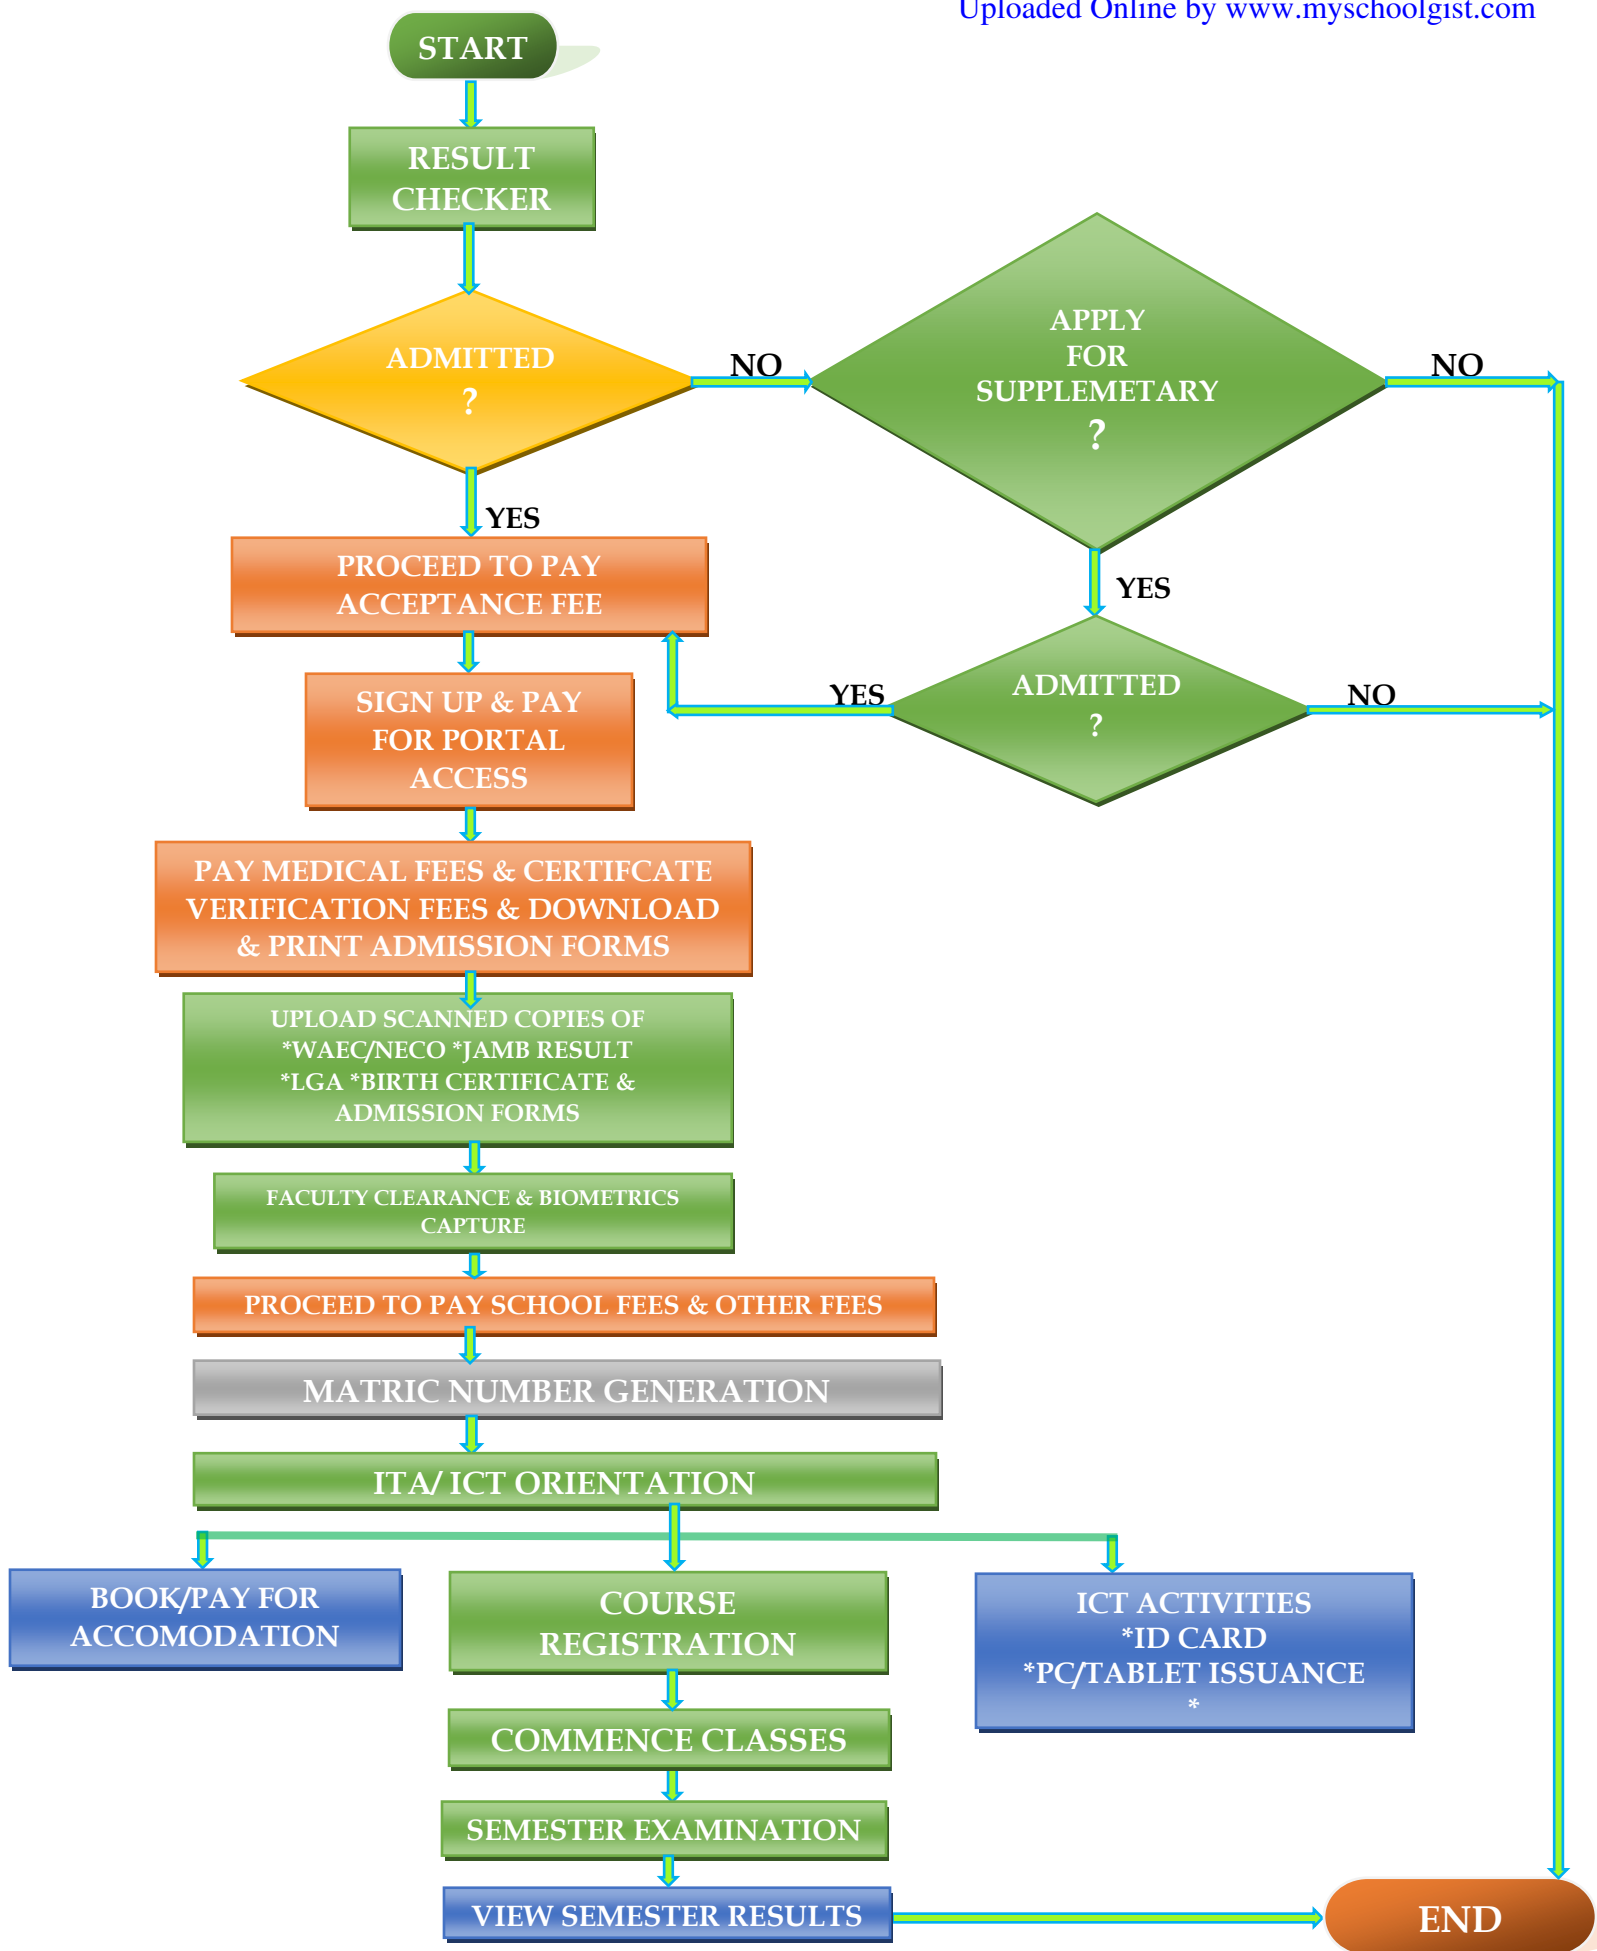 Uploaded Online by www.myschoolgist.com
START
RESULT
CHECKER
ADMITTED
?
NO
APPLY
FOR
SUPPLEMETARY
?
NO
YES
PROCEED TO PAY
ACCEPTANCE FEE
YES
ADMITTED
?
YES
NO
SIGN UP & PAY
FOR PORTAL
ACCESS
PAY MEDICAL FEES & CERTIFCATE
VERIFICATION FEES & DOWNLOAD
& PRINT ADMISSION FORMS
UPLOAD SCANNED COPIES OF
*WAEC/NECO *JAMB RESULT
*LGA *BIRTH CERTIFICATE &
ADMISSION FORMS
FACULTY CLEARANCE & BIOMETRICS
CAPTURE
PROCEED TO PAY SCHOOL FEES & OTHER FEES
MATRIC NUMBER GENERATION
ITA/ ICT ORIENTATION
BOOK/PAY FOR
ACCOMODATION
COURSE
REGISTRATION
ICT ACTIVITIES
*ID CARD
*PC/TABLET ISSUANCE
*
COMMENCE CLASSES
SEMESTER EXAMINATION
VIEW SEMESTER RESULTS
END